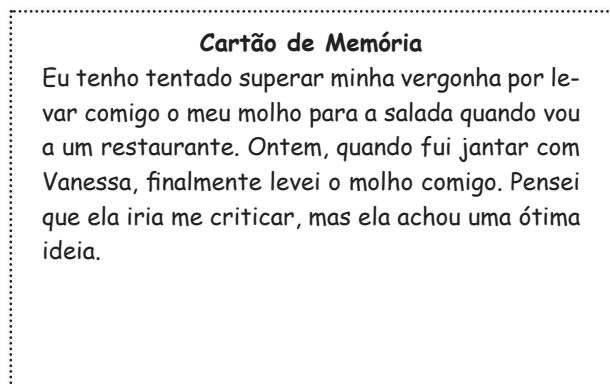 Cartão de Memória
Eu tenho tentado superar minha vergonha por le-
var comigo o meu molho para a salada quando vou
a um restaurante. Ontem, quando fui jantar com
Vanessa, finalmente levei o molho comigo. Pensei
que ela iria me criticar, mas ela achou uma ótima
ideia.